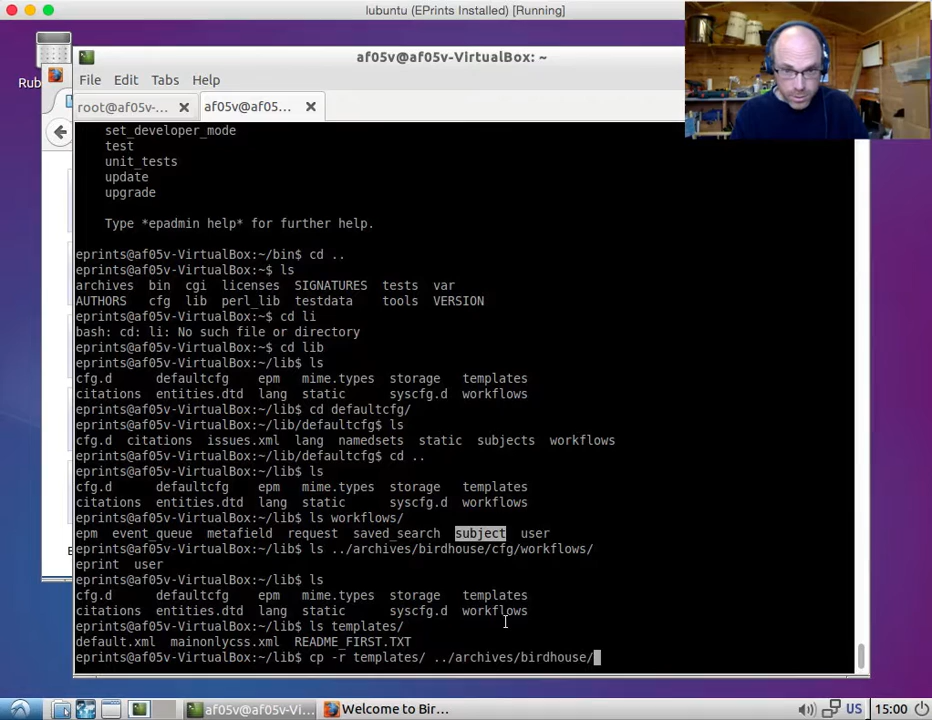 lubuntu (EPrints Installed) [Running]
Rub
af05v@af05v-VirtualBox: ~
File Edit Tabs Help
root@af05v-... af05v@af05...
set_developer_mode
test
unit_tests
update
upgrade
Type *epadmin help* for further help.
eprints@af05v-VirtualBox:~/bin$ cd ..
eprints@af05v-VirtualBox:~$ ls
archives bin cgi licenses SIGNATURES tests var
AUTHORS cfg lib perl_lib testdata tools VERSION
eprints@af05v-VirtualBox:~$ cd li
bash: cd: li: No such file or directory
eprints@af05v-VirtualBox:~$ cd lib
eprints@af05v-VirtualBox:~/lib$ ls
cfg.d defaultcfg epm mime.types storage templates
citations entities.dtd lang static syscfg.d workflows
eprints@af05v-VirtualBox:~/lib$ cd defaultcfg/
eprints@af05v-VirtualBox:~/lib/defaultcfg$ ls
cfg.d citations issues.xml lang namedsets static subjects workflows
eprints@af05v-VirtualBox:~/lib/defaultcfg$ cd ..
eprints@af05v-VirtualBox:~/lib$ ls
cfg.d defaultcfg epm mime.types storage templates
citations entities.dtd lang static syscfg.d workflows
eprints@af05v-VirtualBox:~/lib$ ls workflows/
epm event_queue metafield request saved_search subject user
eprints@af05v-VirtualBox:~/lib$ ls ../archives/birdhouse/cfg/workflows/
eprint user
eprints@af05v-VirtualBox:~/lib$ ls
cfg.d defaultcfg epm mime.types storage templates
citations entities.dtd lang static syscfg.d workflows
eprints@af05v-VirtualBox:~/lib$ ls templates/
default.xml mainonlycss.xml README_FIRST.TXT
eprints@af05v-VirtualBox:~/lib$ cp -r templates/ ../archives/birdhouse/
af05v@af05v-Vi... Welcome to Bir... US 15:00